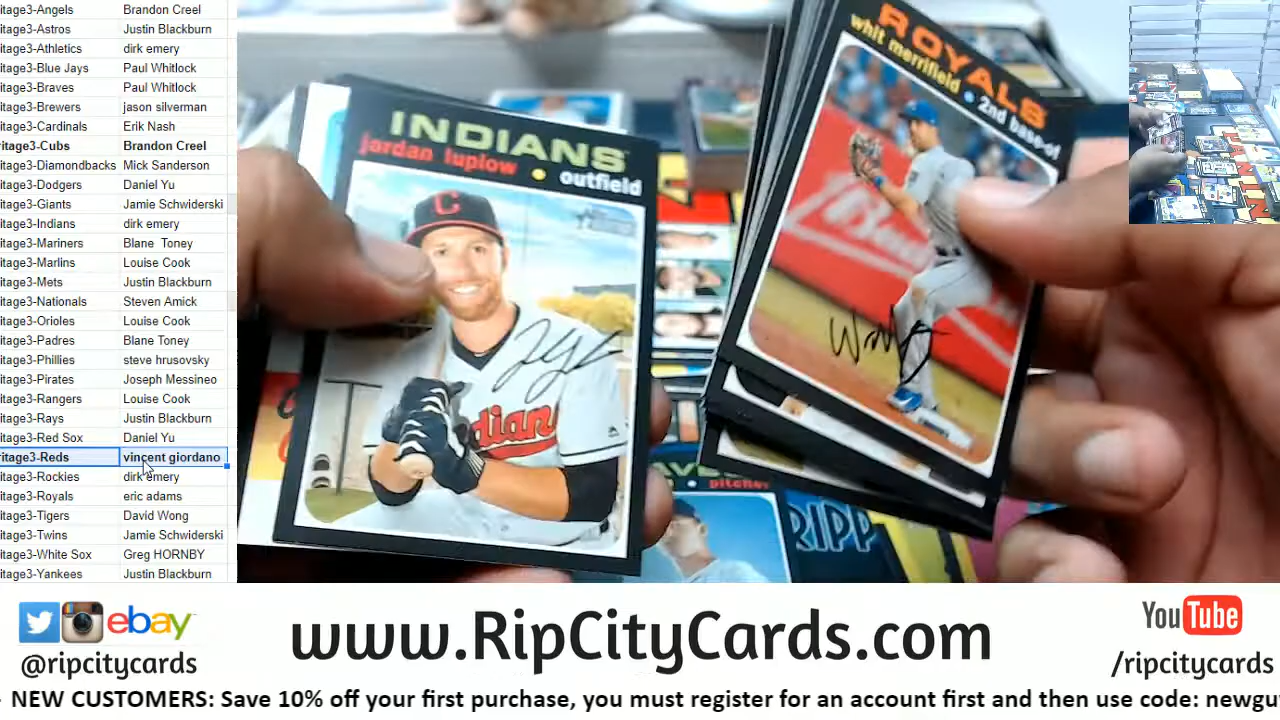 itage3-Angels Brandon Creel
itage3-Astros Justin Blackburn
itage3-Athletics dirk emery
itage3-Blue Jays Paul Whitlock
itage3-Braves Paul Whitlock
itage3-Brewers jason silverman
itage3-Cardinals Erik Nash
ritage3-Cubs Brandon Creel
itage3-Diamondbacks Mick Sanderson
itage3-Dodgers Daniel Yu
itage3-Giants Jamie Schwiderski
itage3-Indians dirk emery
itage3-Mariners Blane Toney
itage3-Marlins Louise Cook
itage3-Mets Justin Blackburn
itage3-Nationals Steven Amick
itage3-Orioles Louise Cook
itage3-Padres Blane Toney
itage3-Phillies steve hrusovsky
itage3-Pirates Joseph Messineo
itage3-Rangers Louise Cook
itage3-Rays Justin Blackburn
itage3-Red Sox Daniel Yu
ritage3-Reds vincent giordano
itage3-Rockies dirk emery
itage3-Royals eric adams
itage3-Tigers David Wong
itage3-Twins Jamie Schwiderski
itage3-White Sox Greg HORNBY
itage3-Yankees Justin Blackburn
INDIANS
jordan luplow • outfield
C
Indian
ROYALS
whit merrifield • 2nd base-of
pitcher
RIPP
ebay
@ripcitycards
www.RipCityCards.com
YouTube
/ripcitycards
NEW CUSTOMERS: Save 10% off your first purchase, you must register for an account first and then use code: newgu